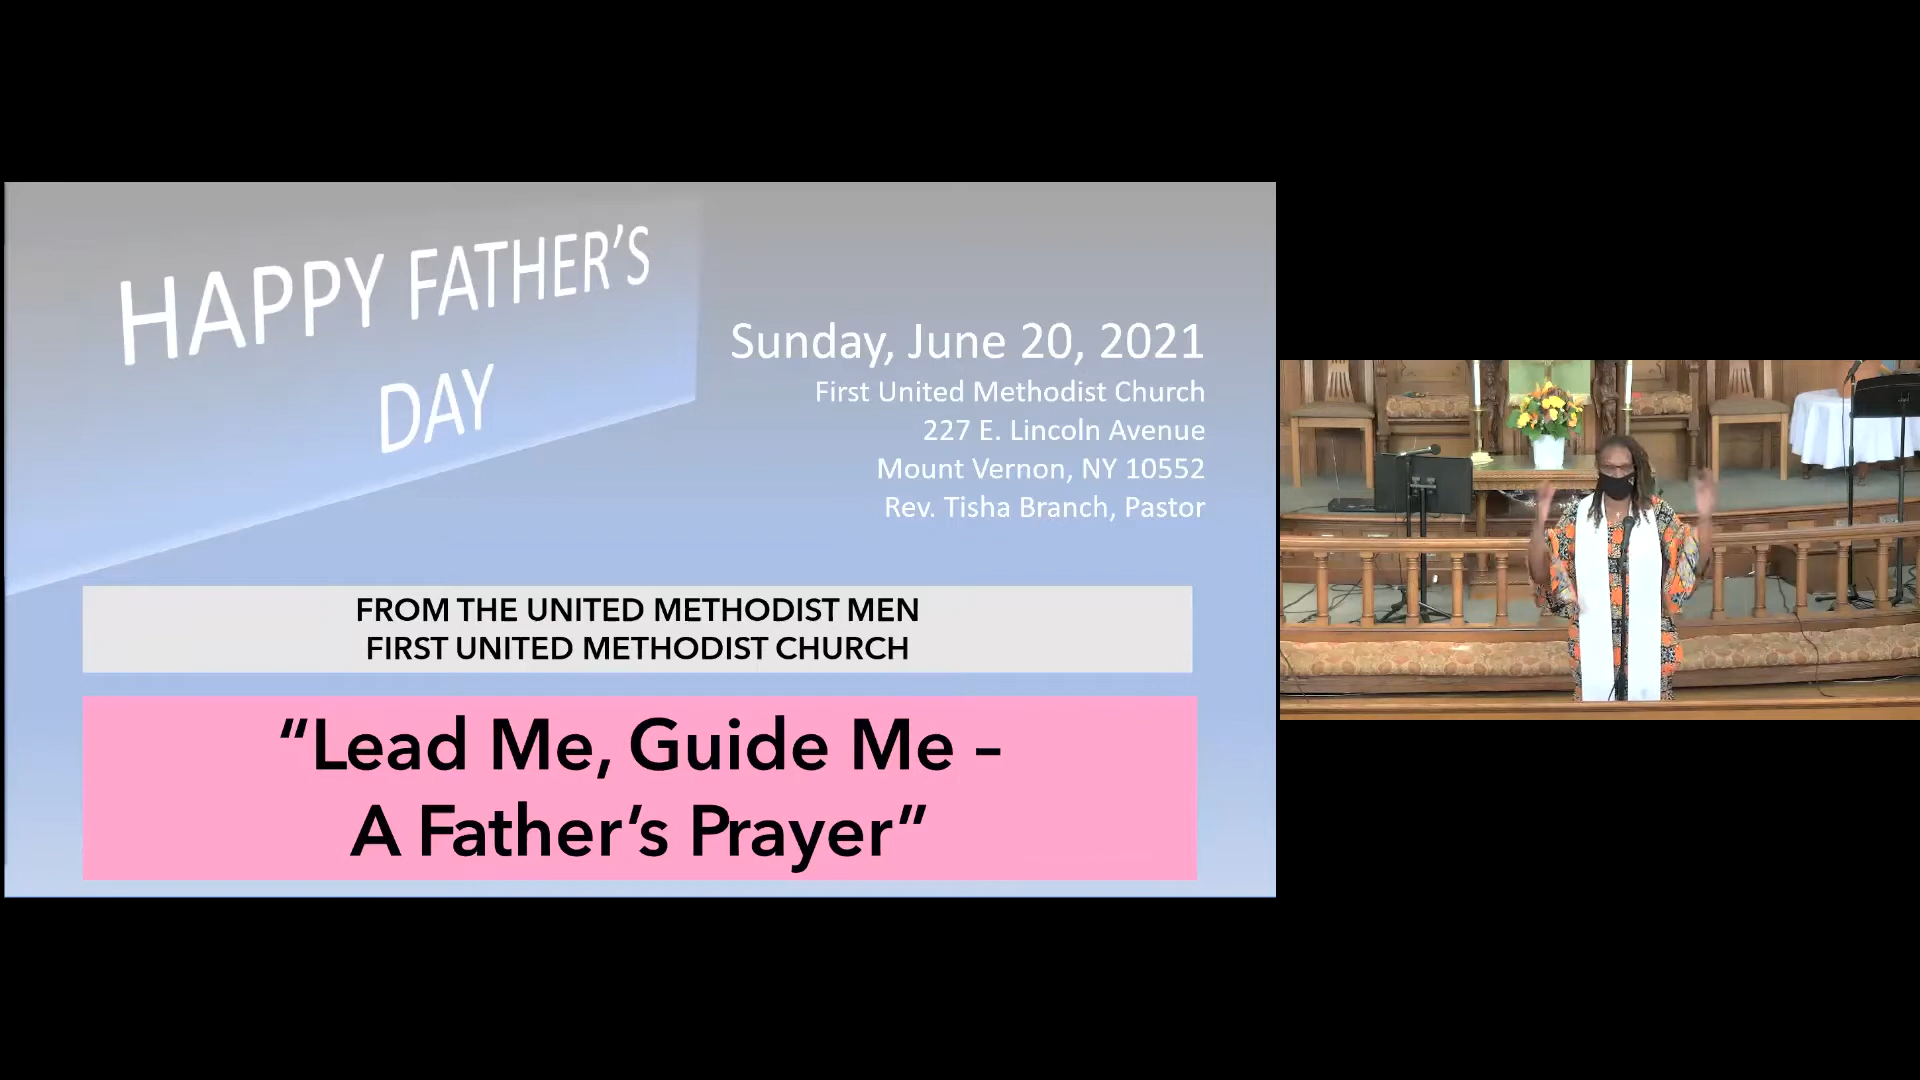 HAPPY FATHER'S
DAY
Sunday, June 20, 2021
First United Methodist Church
227 E. Lincoln Avenue
Mount Vernon, NY 10552
Rev. Tisha Branch, Pastor
FROM THE UNITED METHODIST MEN
FIRST UNITED METHODIST CHURCH
“Lead Me, Guide Me –
A Father’s Prayer”